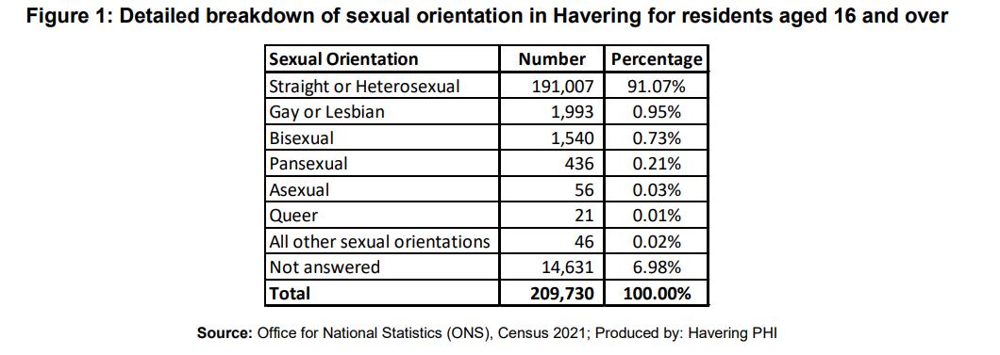 Figure 1: Detailed breakdown of sexual orientation in Havering for residents aged 16 and over
Sexual Orientation Number Percentage
Straight or Heterosexual 191,007 91.07%
Gay or Lesbian 1,993 0.95%
Bisexual 1,540 0.73%
Pansexual 436 0.21%
Asexual 56 0.03%
Queer 21 0.01%
All other sexual orientations 46 0.02%
Not answered 14,631 6.98%
Total 209,730 100.00%
Source: Office for National Statistics (ONS), Census 2021; Produced by: Havering PHI